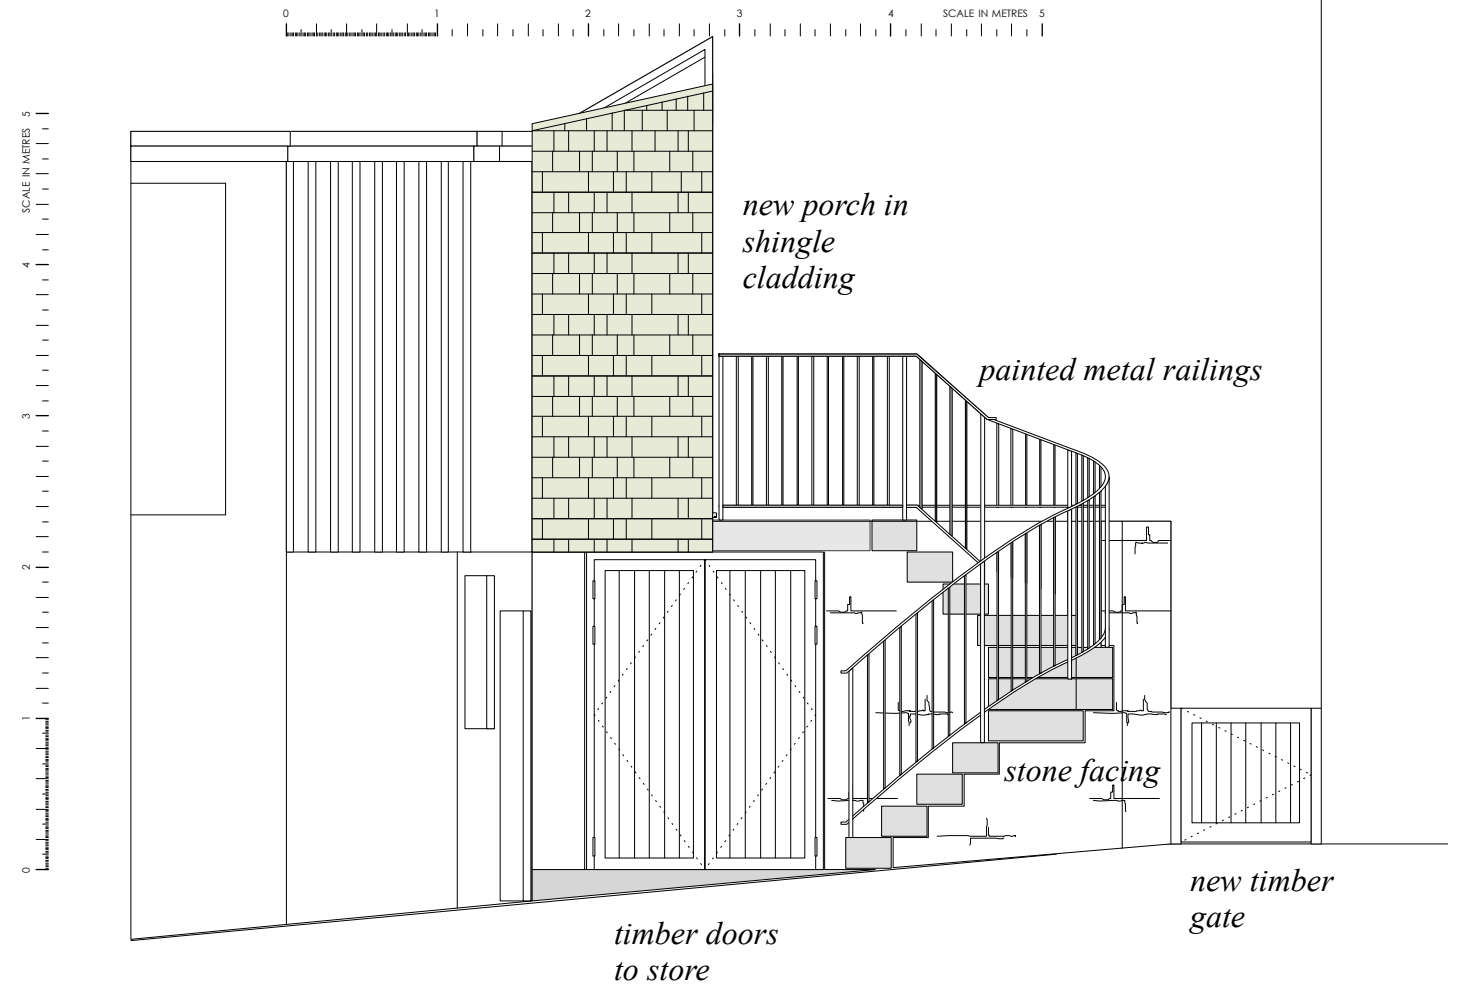 0 1 2 3 4 SCALE IN METRES 5
SCALE IN METRES 5
4
3
2
1
0
new porch in
shingle
cladding
painted metal railings
stone facing
new timber
gate
timber doors
to store